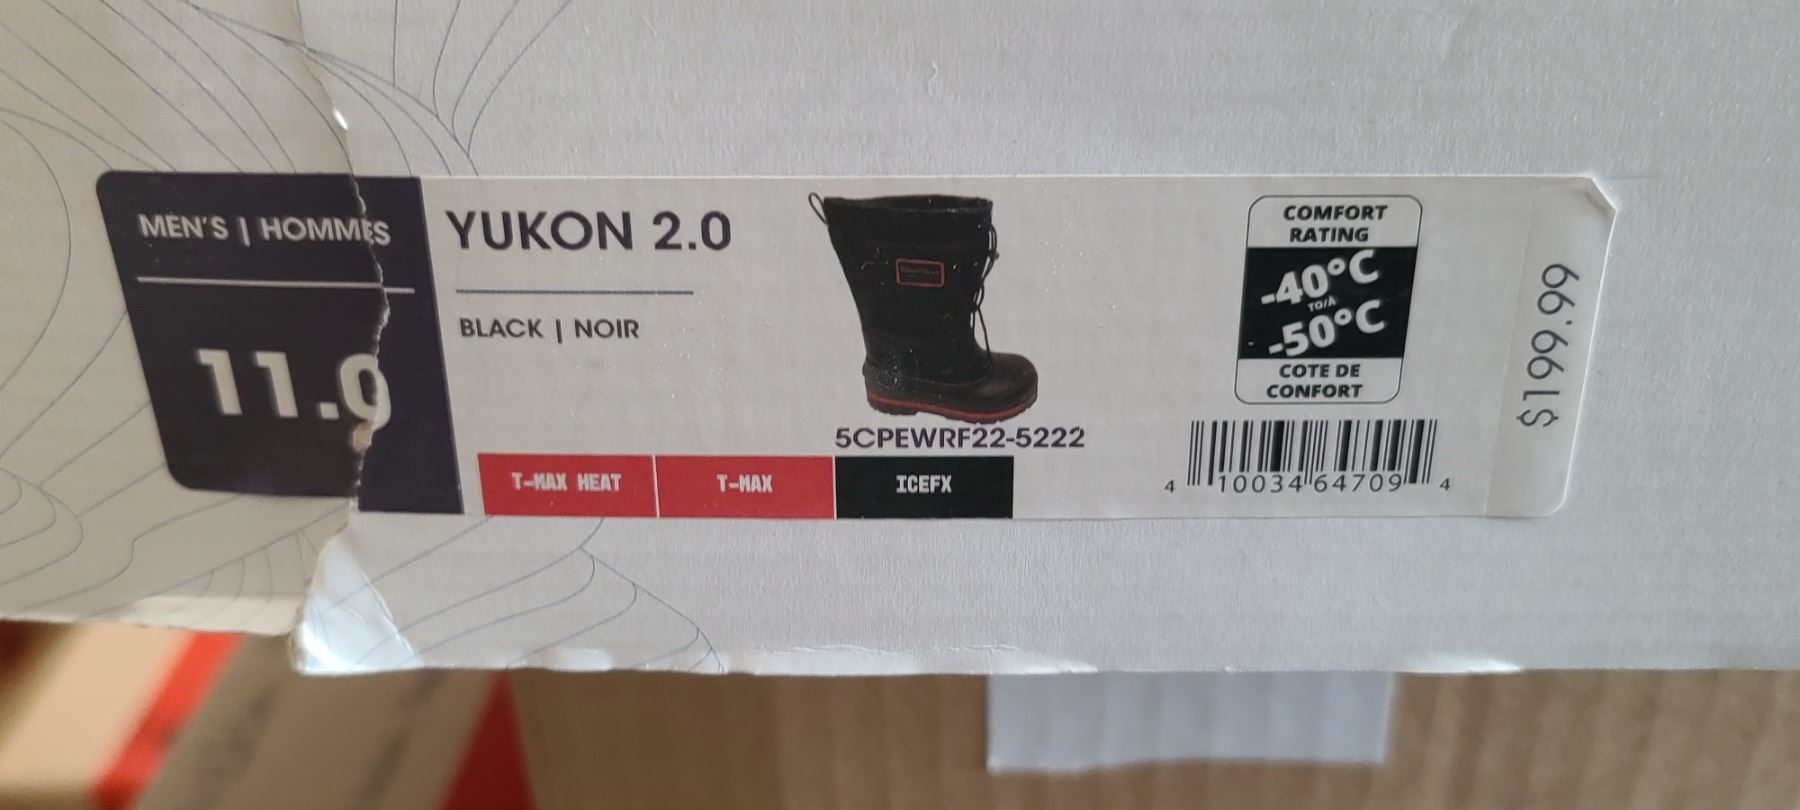 MEN'S | HOMMES
11.0
YUKON 2.0
BLACK | NOIR
5CPEWRF22-5222
T-MAX HEAT
T-MAX
ICEFX
COMFORT
RATING
-40°C
TO/A
-50°C
COTE DE
CONFORT
4 10034 64709 4
$199.99